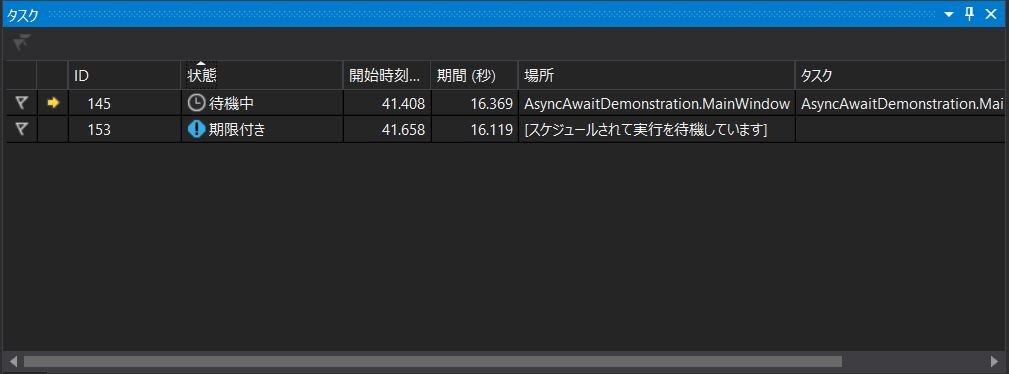 タスク
ID 状態 開始時刻... 期間 (秒) 場所 タスク
145 待機中 41.408 16.369 AsyncAwaitDemonstration.MainWindow AsyncAwaitDemonstration.Mai
153 期限付き 41.658 16.119 [スケジュールされて実行を待機しています]